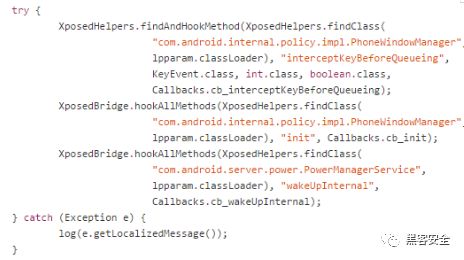 try {
XposedHelpers.findAndHookMethod(XposedHelpers.findClass(
"com.android.internal.policy.impl.PhoneWindowManager",
lpparam.classLoader), "interceptKeyBeforeQueueing",
KeyEvent.class, int.class, boolean.class,
Callbacks.cb_interceptKeyBeforeQueueing);
XposedBridge.hookAllMethods(XposedHelpers.findClass(
"com.android.internal.policy.impl.PhoneWindowManager",
lpparam.classLoader), "init", Callbacks.cb_init);
XposedBridge.hookAllMethods(XposedHelpers.findClass(
"com.android.server.power.PowerManagerService",
lpparam.classLoader), "wakeUpInternal",
Callbacks.cb_wakeUpInternal);
} catch (Exception e) {
log(e.getLocalizedMessage());
}
黑客安全